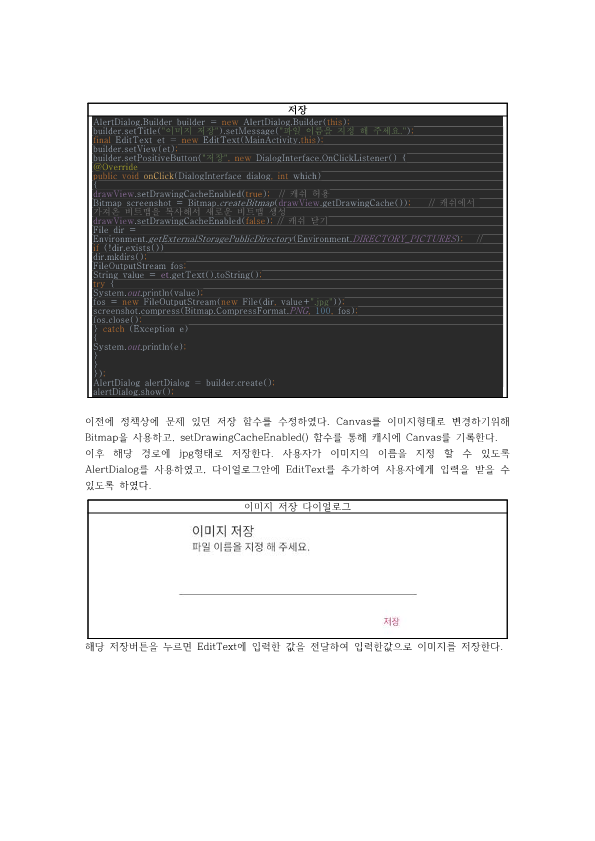 저장
AlertDialog.Builder builder = new AlertDialog.Builder(this);
builder.setTitle("이미지 저장").setMessage("파일 이름을 지정 해 주세요.");
final EditText et = new EditText(MainActivity.this);
builder.setView(et);
builder.setPositiveButton("저장", new DialogInterface.OnClickListener() {
@Override
public void onClick(DialogInterface dialog, int which)
{
drawView.setDrawingCacheEnabled(true);  // 캐쉬 허용
Bitmap screenshot = Bitmap.createBitmap(drawView.getDrawingCache());   // 캐쉬에서
가져온 비트맵을 복사해서 새로운 비트맵 생성
drawView.setDrawingCacheEnabled(false); // 캐쉬 닫기
File dir =
Environment.getExternalStoragePublicDirectory(Environment.DIRECTORY_PICTURES);   //
if (!dir.exists())
dir.mkdirs();
FileOutputStream fos;
String value = et.getText().toString();
try {
System.out.println(value);
fos = new FileOutputStream(new File(dir, value+".jpg"));
screenshot.compress(Bitmap.CompressFormat.PNG, 100, fos);
fos.close();
} catch (Exception e)
{
System.out.println(e);
}
}
});
AlertDialog alertDialog = builder.create();
alertDialog.show();
이전에 정책상에 문제 있던 저장 함수를 수정하였다. Canvas를 이미지형태로 변경하기위해
Bitmap을 사용하고, setDrawingCacheEnabled() 함수를 통해 캐시에 Canvas를 기록한다.
이후 해당 경로에 jpg형태로 저장한다. 사용자가 이미지의 이름을 지정 할 수 있도록
AlertDialog를 사용하였고, 다이얼로그안에 EditText를 추가하여 사용자에게 입력을 받을 수
있도록 하였다.
이미지 저장 다이얼로그
이미지 저장
파일 이름을 지정 해 주세요.
저장
해당 저장버튼을 누르면 EditText에 입력한 값을 전달하여 입력한값으로 이미지를 저장한다.